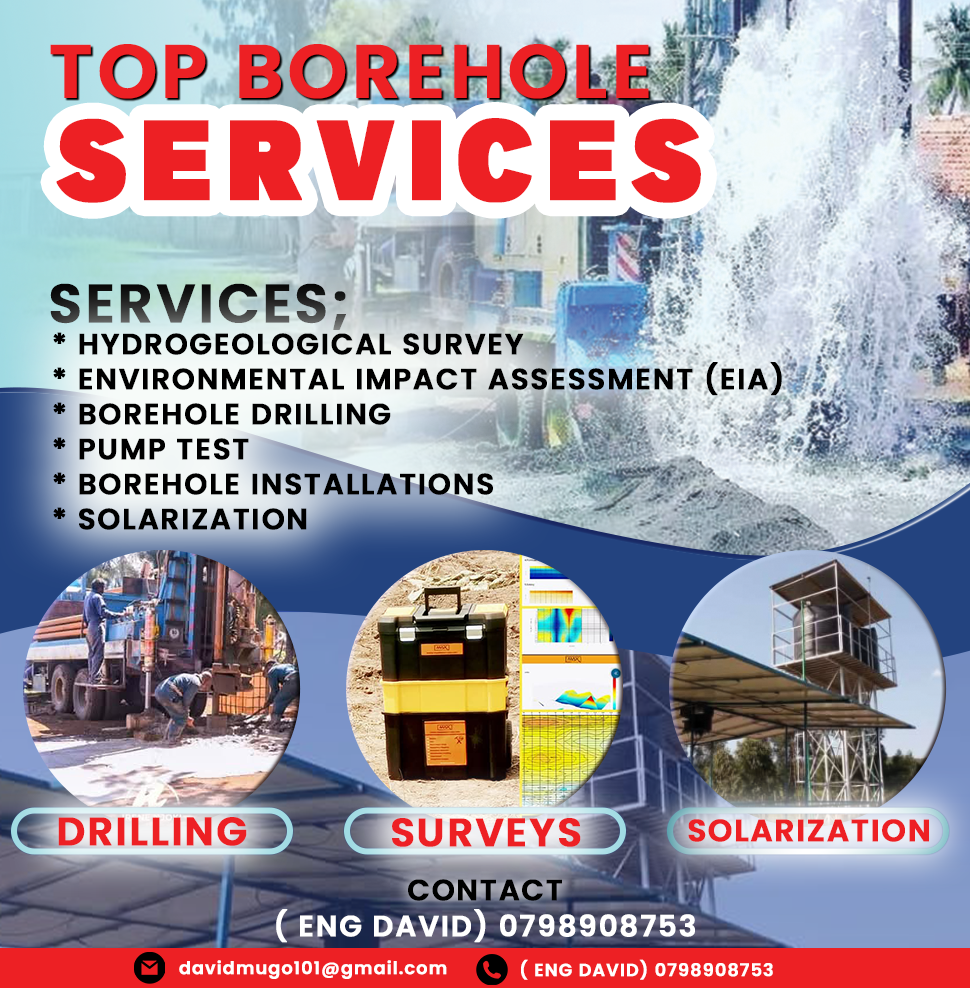 TOP BOREHOLE
SERVICES
SERVICES;
* HYDROGEOLOGICAL SURVEY
* ENVIRONMENTAL IMPACT ASSESSMENT (EIA)
* BOREHOLE DRILLING
* PUMP TEST
* BOREHOLE INSTALLATIONS
* SOLARIZATION
DRILLING
SURVEYS
SOLARIZATION
CONTACT
( ENG DAVID) 0798908753
davidmugo101@gmail.com
( ENG DAVID) 0798908753